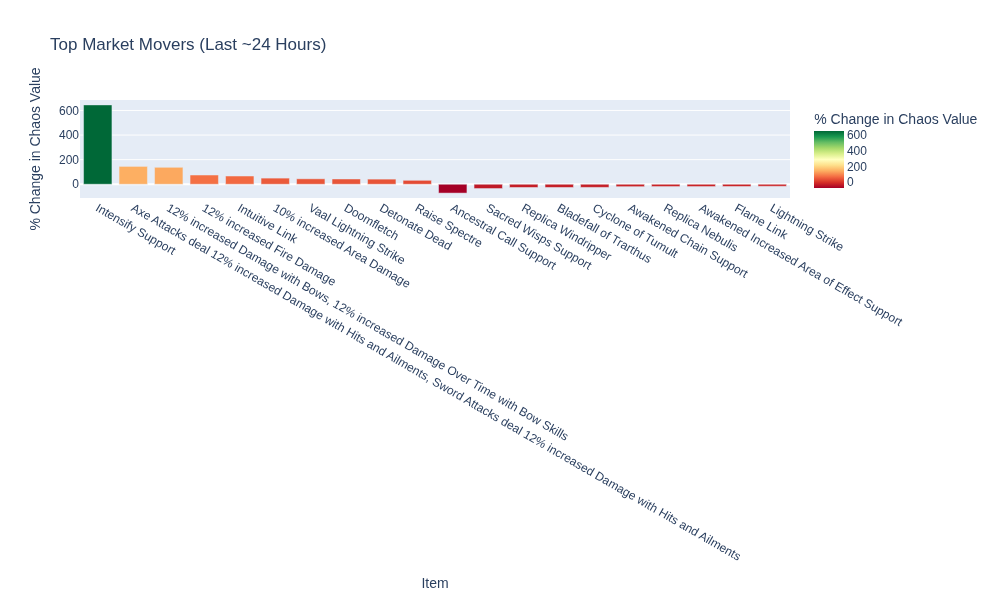 Top Market Movers (Last ~24 Hours)
% Change in Chaos Value
600
400
200
0
% Change in Chaos Value
600
400
200
0
Intensify Support
Axe Attacks deal 12% increased Damage with Hits and Ailments, Sword Attacks deal 12% increased Damage with Hits and Ailments
12% increased Damage with Bows, 12% increased Damage Over Time with Bow Skills
12% increased Fire Damage
Intuitive Link
10% increased Area Damage
Vaal Lightning Strike
Doomfletch
Detonate Dead
Raise Spectre
Ancestral Call Support
Sacred Wisps Support
Replica Windripper
Bladefall of Trarthus
Cyclone of Tumult
Awakened Chain Support
Replica Nebulis
Awakened Increased Area of Effect Support
Flame Link
Lightning Strike
Item